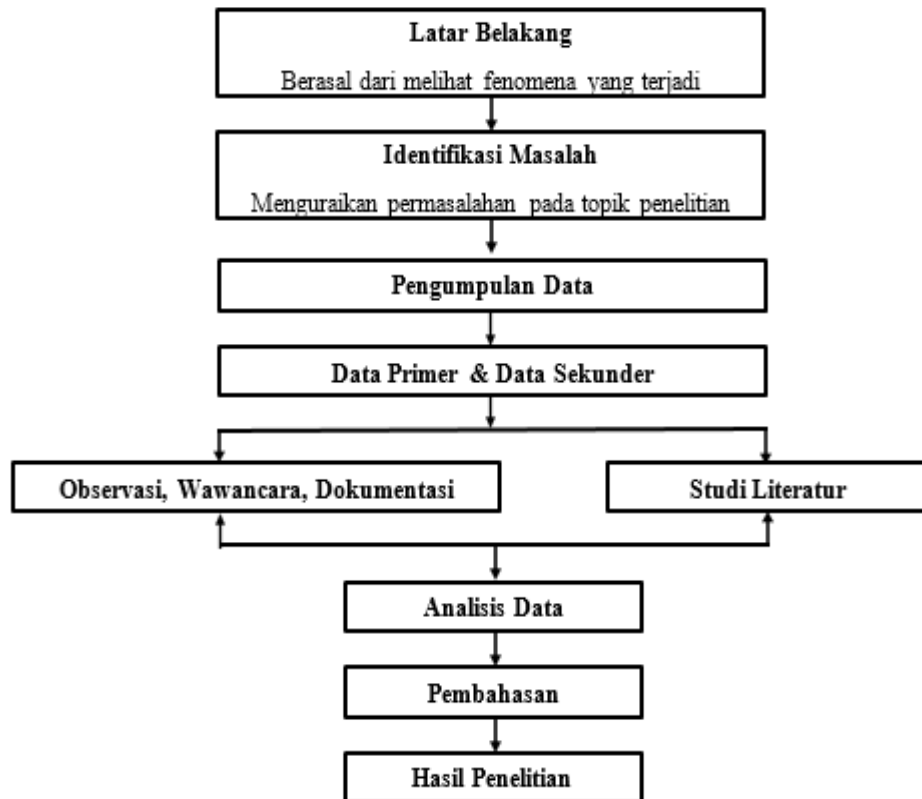 Latar Belakang
Berasal dari melihat fenomena yang terjadi
Identifikasi Masalah
Menguraikan permasalahan pada topik penelitian
Pengumpulan Data
Data Primer & Data Sekunder
Observasi, Wawancara, Dokumentasi
Studi Literatur
Analisis Data
Pembahasan
Hasil Penelitian